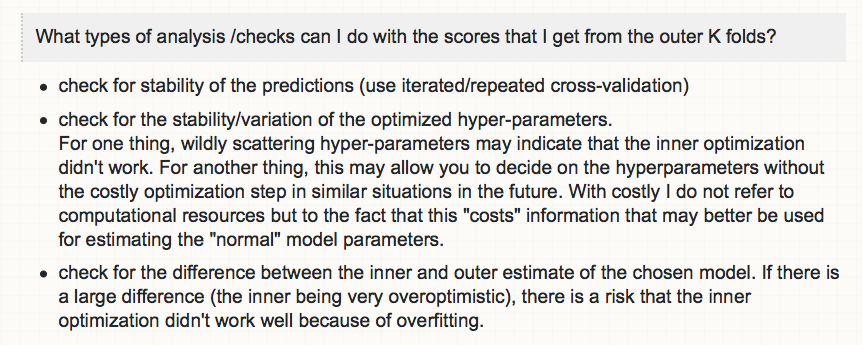 What types of analysis /checks can I do with the scores that I get from the outer K folds?
• check for stability of the predictions (use iterated/repeated cross-validation)
• check for the stability/variation of the optimized hyper-parameters.
For one thing, wildly scattering hyper-parameters may indicate that the inner optimization
didn't work. For another thing, this may allow you to decide on the hyperparameters without
the costly optimization step in similar situations in the future. With costly I do not refer to
computational resources but to the fact that this "costs" information that may better be used
for estimating the "normal" model parameters.
• check for the difference between the inner and outer estimate of the chosen model. If there is
a large difference (the inner being very overoptimistic), there is a risk that the inner
optimization didn't work well because of overfitting.